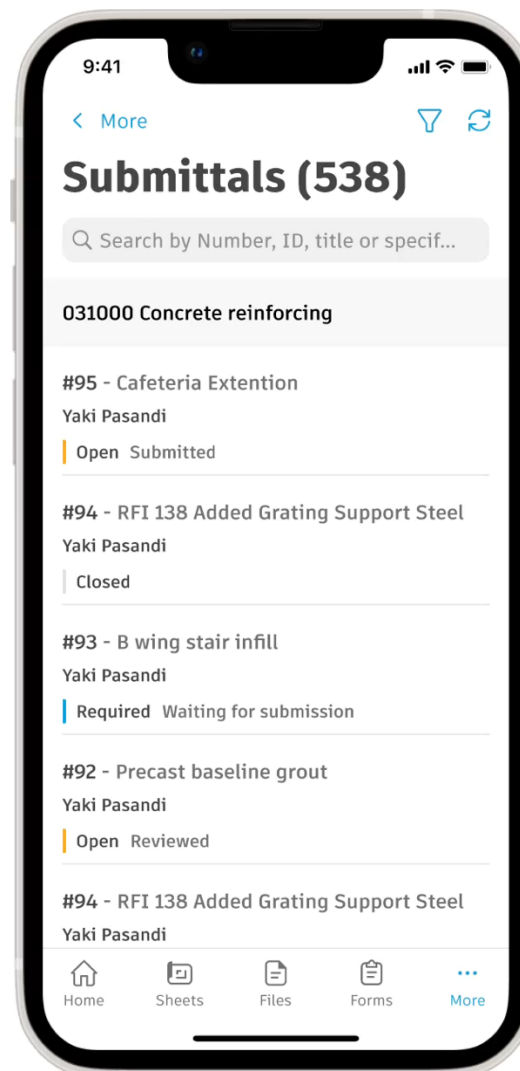 9:41
More
Submittals (538)
Search by Number, ID, title or specif...
031000 Concrete reinforcing
#95 - Cafeteria Extention
Yaki Pasandi
Open Submitted
#94 - RFI 138 Added Grating Support Steel
Yaki Pasandi
Closed
#93 - B wing stair infill
Yaki Pasandi
Required Waiting for submission
#92 - Precast baseline grout
Yaki Pasandi
Open Reviewed
#94 - RFI 138 Added Grating Support Steel
Yaki Pasandi
Home Sheets Files Forms More